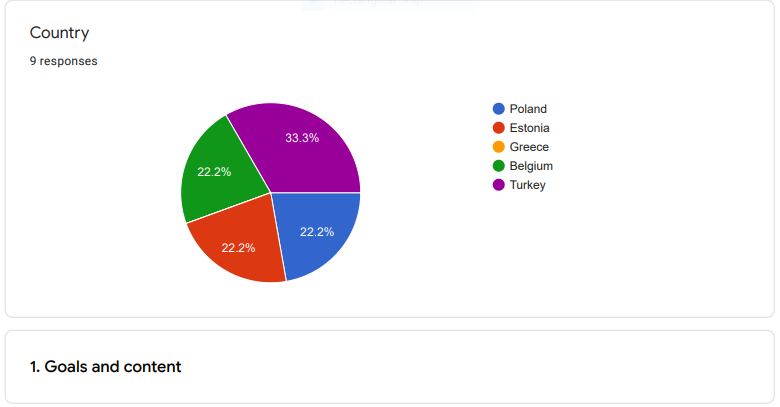 Country
9 responses
33.3%
22.2%
22.2%
22.2%
Poland
Estonia
Greece
Belgium
Turkey
1. Goals and content